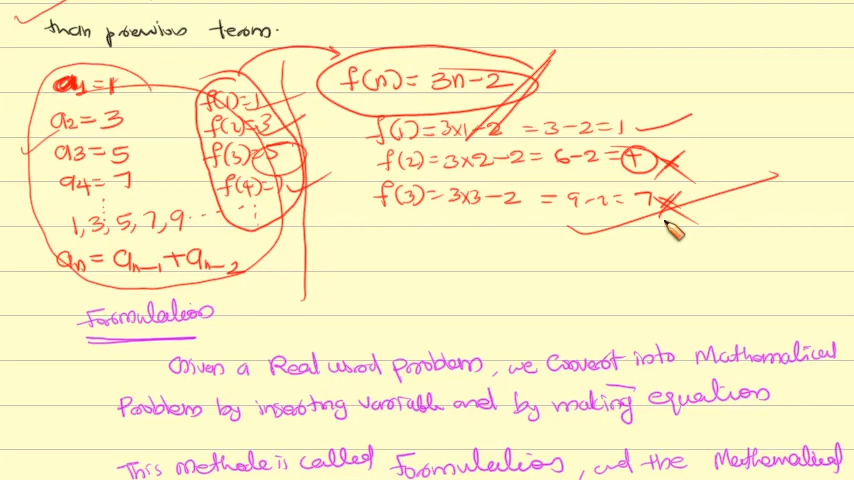 than previous terms.
a1 = 1
a2 = 3
a3 = 5
a4 = 7
1, 3, 5, 7, 9 ......
an = an-1 + an-2
f(1) = 1
f(2) = 3
f(3) = 5
f(4) = 7
f(n) = 3n-2
f(1) = 3x1-2 = 3-2 = 1
f(2) = 3x2-2 = 6-2 = 4
f(3) = 3x3-2 = 9-2 = 7
Formulation
Given a Real word problem, we convert into Mathematical
Problem by inserting variable and by making equation
This Methode is called Formulation, and the Mathematical